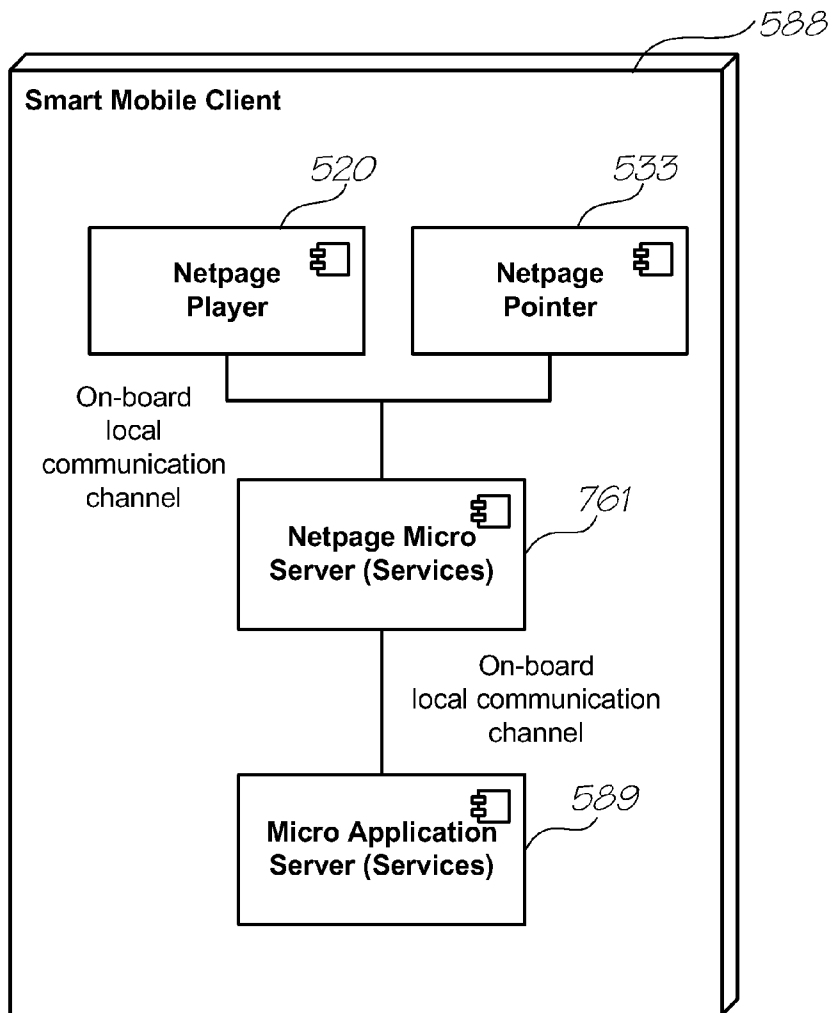 588
Smart Mobile Client
520
533
Netpage
Player
Netpage
Pointer
On-board
local
communication
channel
761
Netpage Micro
Server (Services)
On-board
local communication
channel
589
Micro Application
Server (Services)